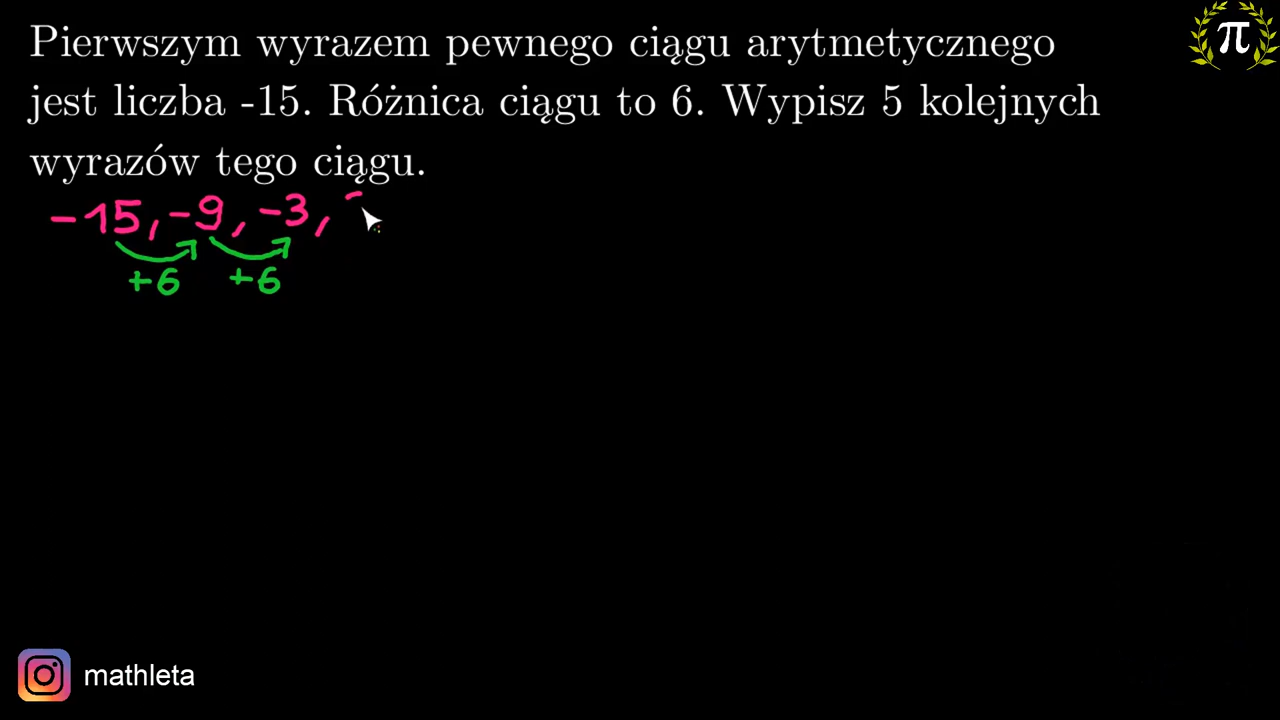 Pierwszym wyrazem pewnego ciągu arytmetycznego
jest liczba -15. Różnica ciągu to 6. Wypisz 5 kolejnych
wyrazów tego ciągu.
-15, -9, -3,
+6 +6
π
mathleta